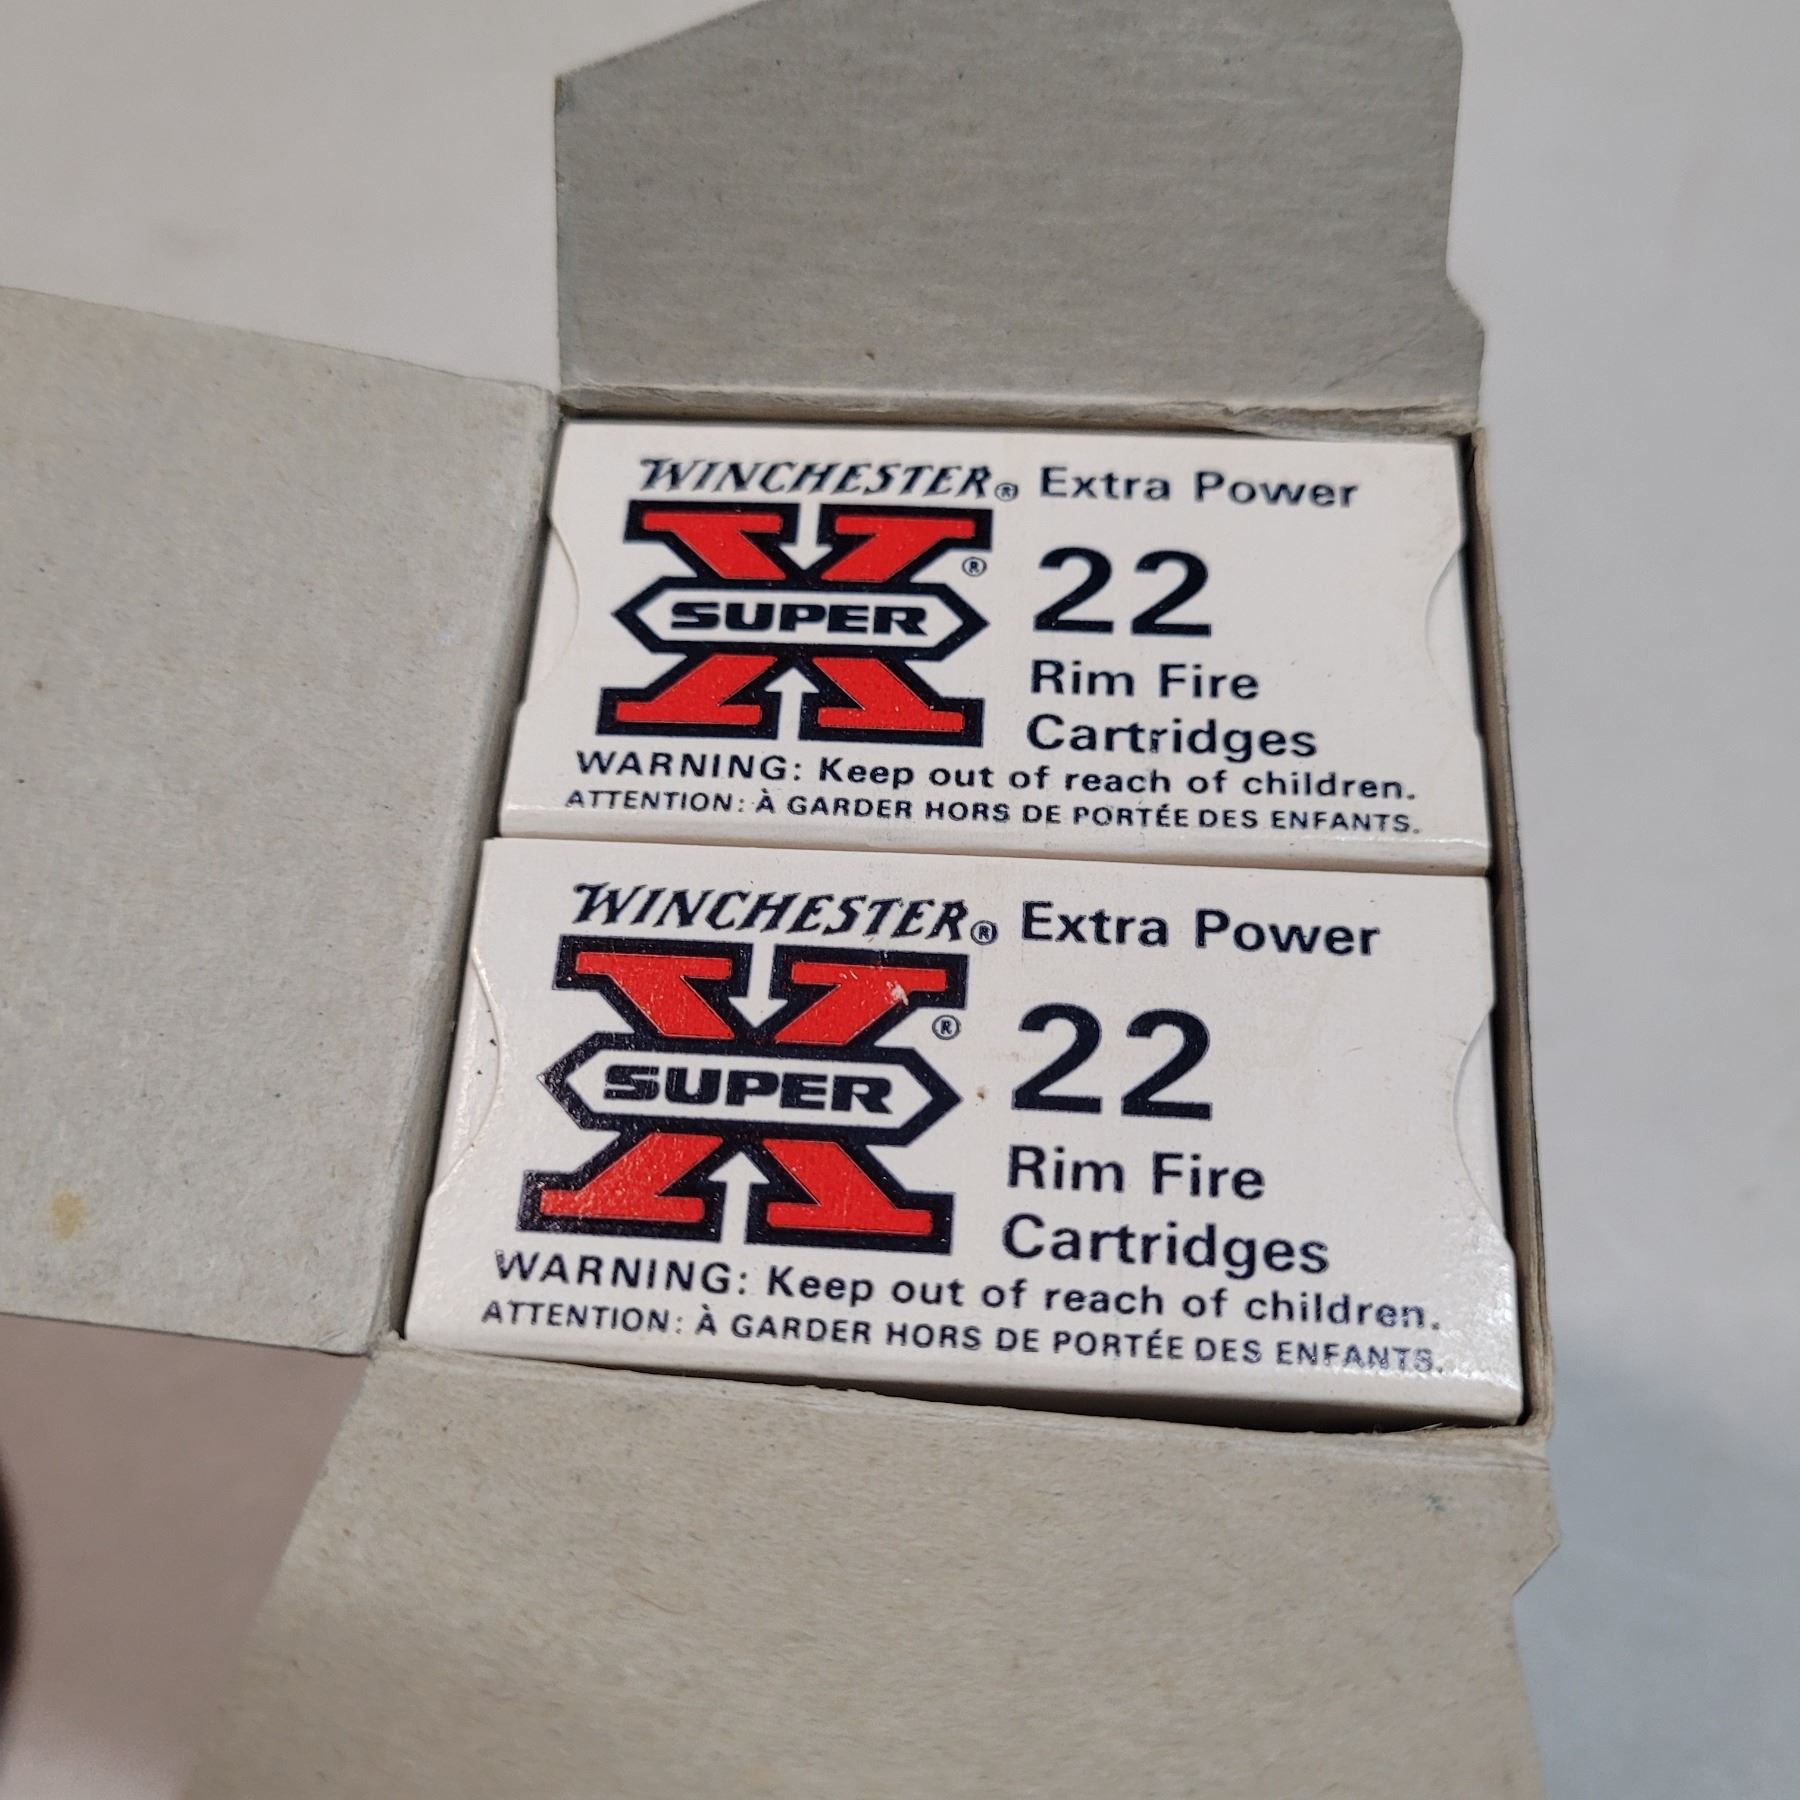 WINCHESTER® Extra Power
X ®
SUPER
22
Rim Fire
Cartridges
WARNING: Keep out of reach of children.
ATTENTION: À GARDER HORS DE PORTÉE DES ENFANTS.
WINCHESTER® Extra Power
X ®
SUPER
22
Rim Fire
Cartridges
WARNING: Keep out of reach of children.
ATTENTION: À GARDER HORS DE PORTÉE DES ENFANTS.